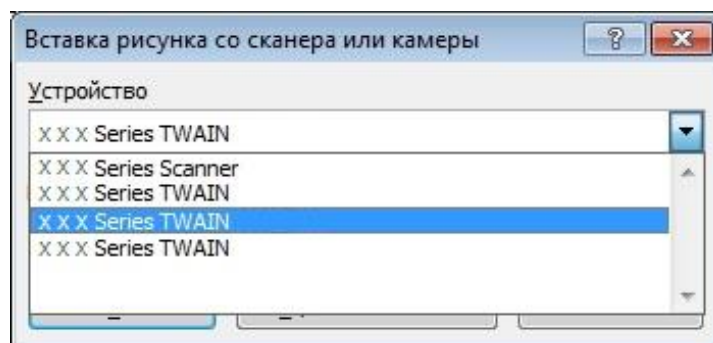 Вставка рисунка со сканера или камеры
Устройство
X X X Series TWAIN
X X X Series Scanner
X X X Series TWAIN
X X X Series TWAIN
X X X Series TWAIN